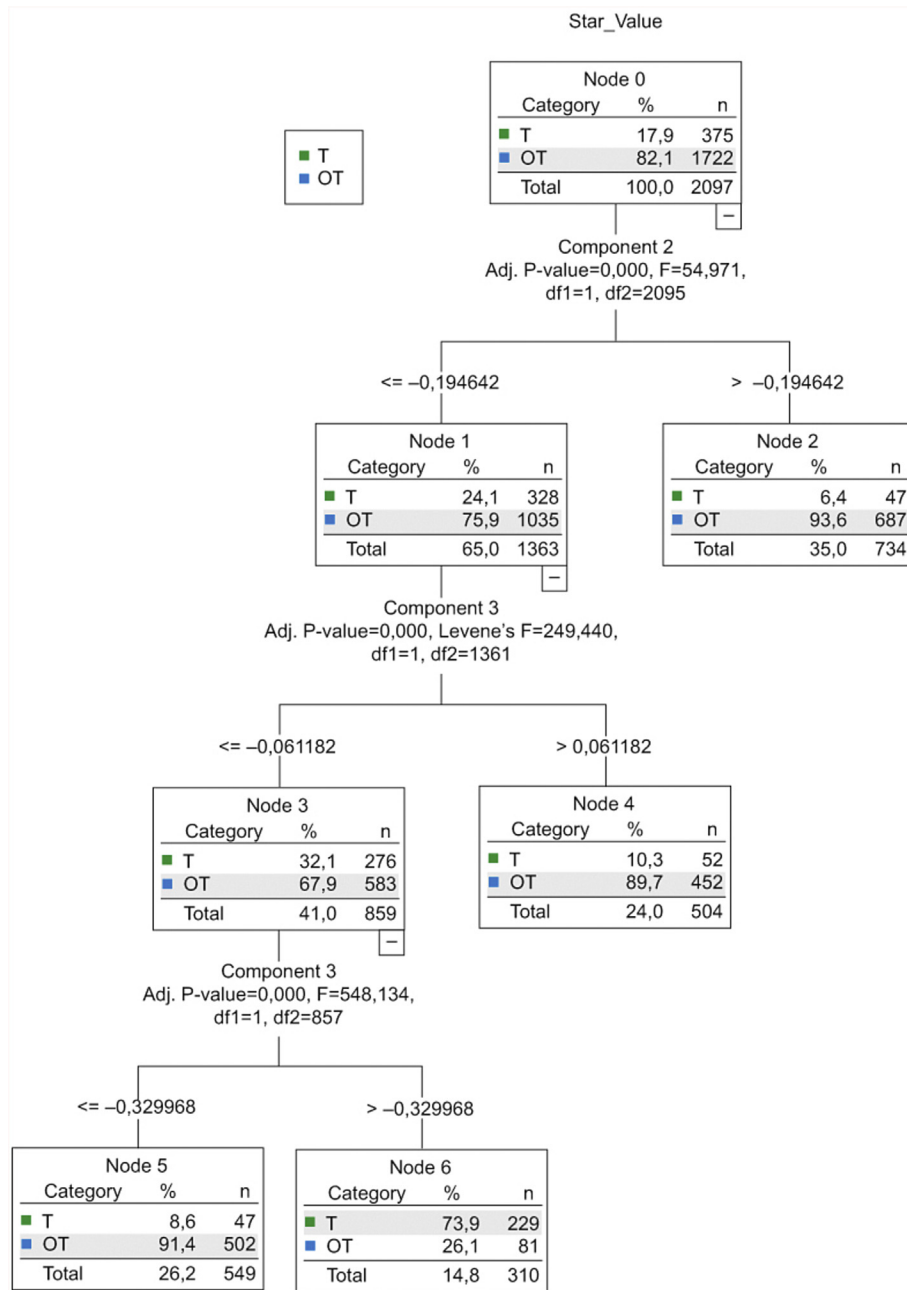 Star_Value
T
OT
Node 0
Category % n
T 17,9 375
OT 82,1 1722
Total 100,0 2097
−
Component 2
Adj. P-value=0,000, F=54,971,
df1=1, df2=2095
<= –0,194642
> –0,194642
Node 1
Category % n
T 24,1 328
OT 75,9 1035
Total 65,0 1363
−
Node 2
Category % n
T 6,4 47
OT 93,6 687
Total 35,0 734
Component 3
Adj. P-value=0,000, Levene's F=249,440,
df1=1, df2=1361
<= –0,061182
> 0,061182
Node 3
Category % n
T 32,1 276
OT 67,9 583
Total 41,0 859
−
Node 4
Category % n
T 10,3 52
OT 89,7 452
Total 24,0 504
Component 3
Adj. P-value=0,000, F=548,134,
df1=1, df2=857
<= –0,329968
> –0,329968
Node 5
Category % n
T 8,6 47
OT 91,4 502
Total 26,2 549
Node 6
Category % n
T 73,9 229
OT 26,1 81
Total 14,8 310